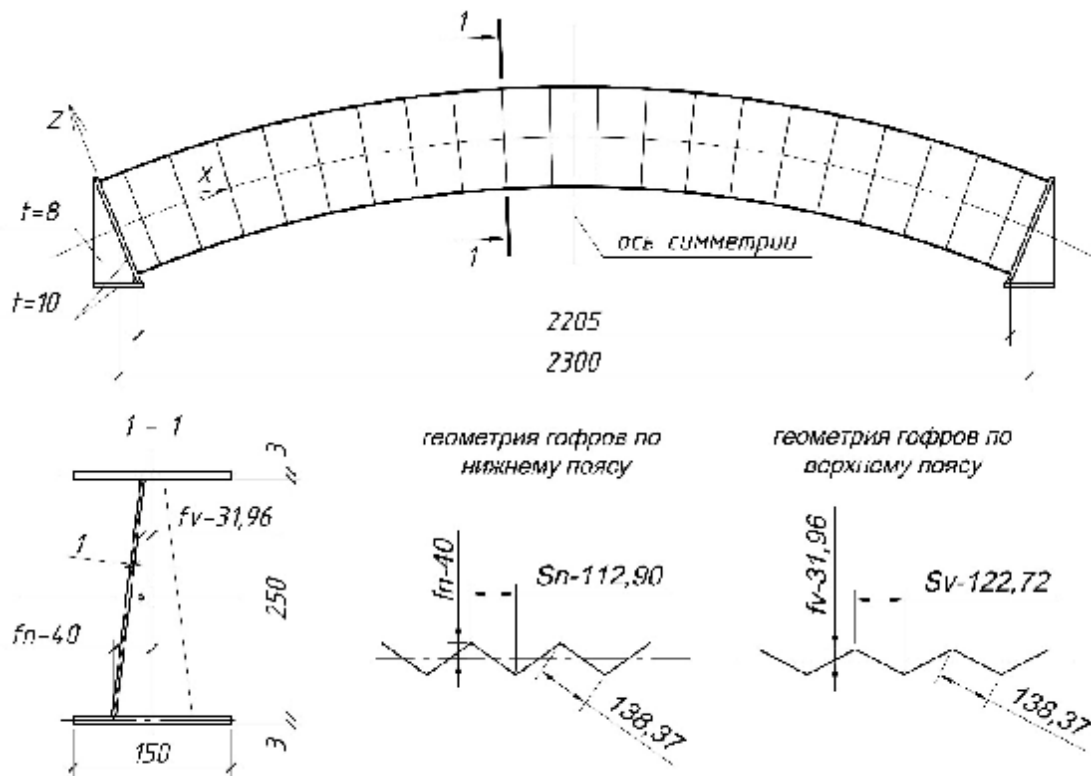 1
Z
X
t=8
1
ось симметрии
t=10
2205
2300
1 - 1
3
fv-31,96
1
250
fn-40
3
150
геометрия гофров по
нижнему поясу
fn-40
Sn-112,90
138,37
геометрия гофров по
верхнему поясу
fv-31,96
Sv-122,72
138,37